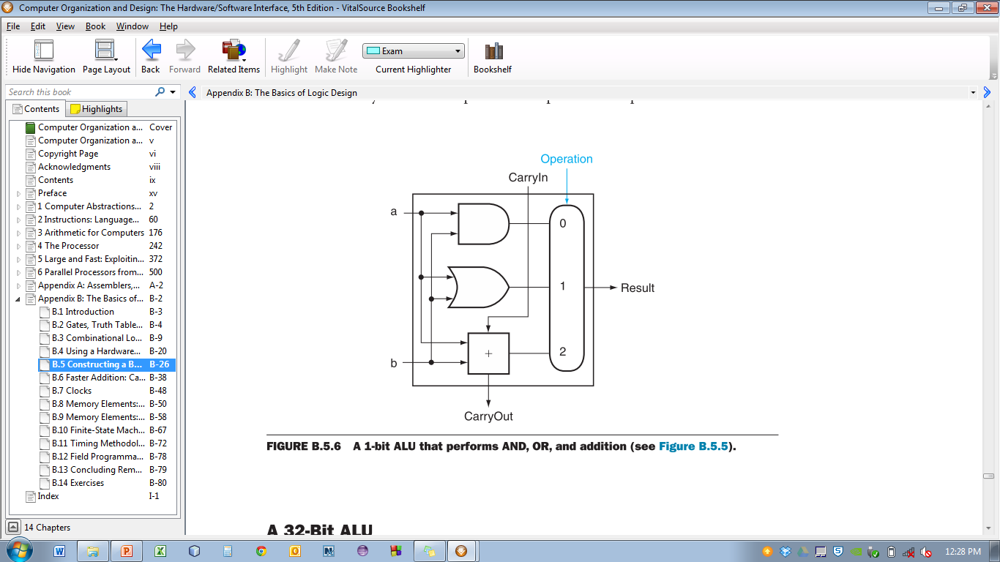 Computer Organization and Design: The Hardware/Software Interface, 5th Edition - VitalSource Bookshelf
File Edit View Book Window Help
Hide Navigation Page Layout Back Forward Related Items Highlight Make Note Exam Current Highlighter Bookshelf
Search this book
Appendix B: The Basics of Logic Design
Contents Highlights
Computer Organization a... Cover
Computer Organization a... v
Copyright Page vi
Acknowledgments viii
Contents ix
Preface xv
1 Computer Abstractions... 2
2 Instructions: Language... 60
3 Arithmetic for Computers 176
4 The Processor 242
5 Large and Fast: Exploitin... 372
6 Parallel Processors from... 500
Appendix A: Assemblers,... A-2
Appendix B: The Basics of... B-2
B.1 Introduction B-3
B.2 Gates, Truth Table... B-4
B.3 Combinational Lo... B-9
B.4 Using a Hardware... B-20
B.5 Constructing a B... B-26
B.6 Faster Addition: Ca... B-38
B.7 Clocks B-48
B.8 Memory Elements:... B-50
B.9 Memory Elements:... B-58
B.10 Finite-State Mach... B-67
B.11 Timing Methodol... B-72
B.12 Field Programma... B-78
B.13 Concluding Rem... B-79
B.14 Exercises B-80
Index I-1
14 Chapters
Operation
CarryIn
a
0
1
Result
+
2
b
CarryOut
FIGURE B.5.6 A 1-bit ALU that performs AND, OR, and addition (see Figure B.5.5).
A 32-Bit ALU
12:28 PM